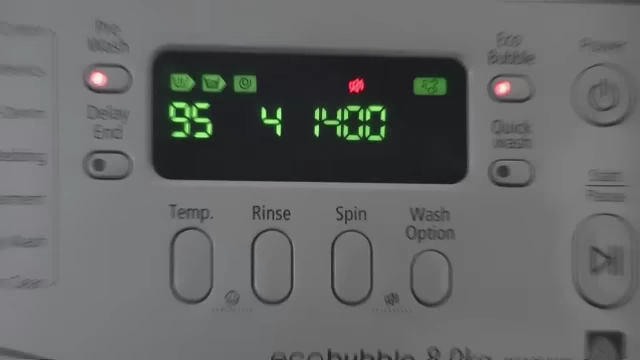 Pre
Wash
Eco
Bubble
Power
95 4 1400
Delay
End
Quick
Wash
Start
Pause
Temp.
Rinse
Spin
Wash
Option
ecobubble 8.0kg